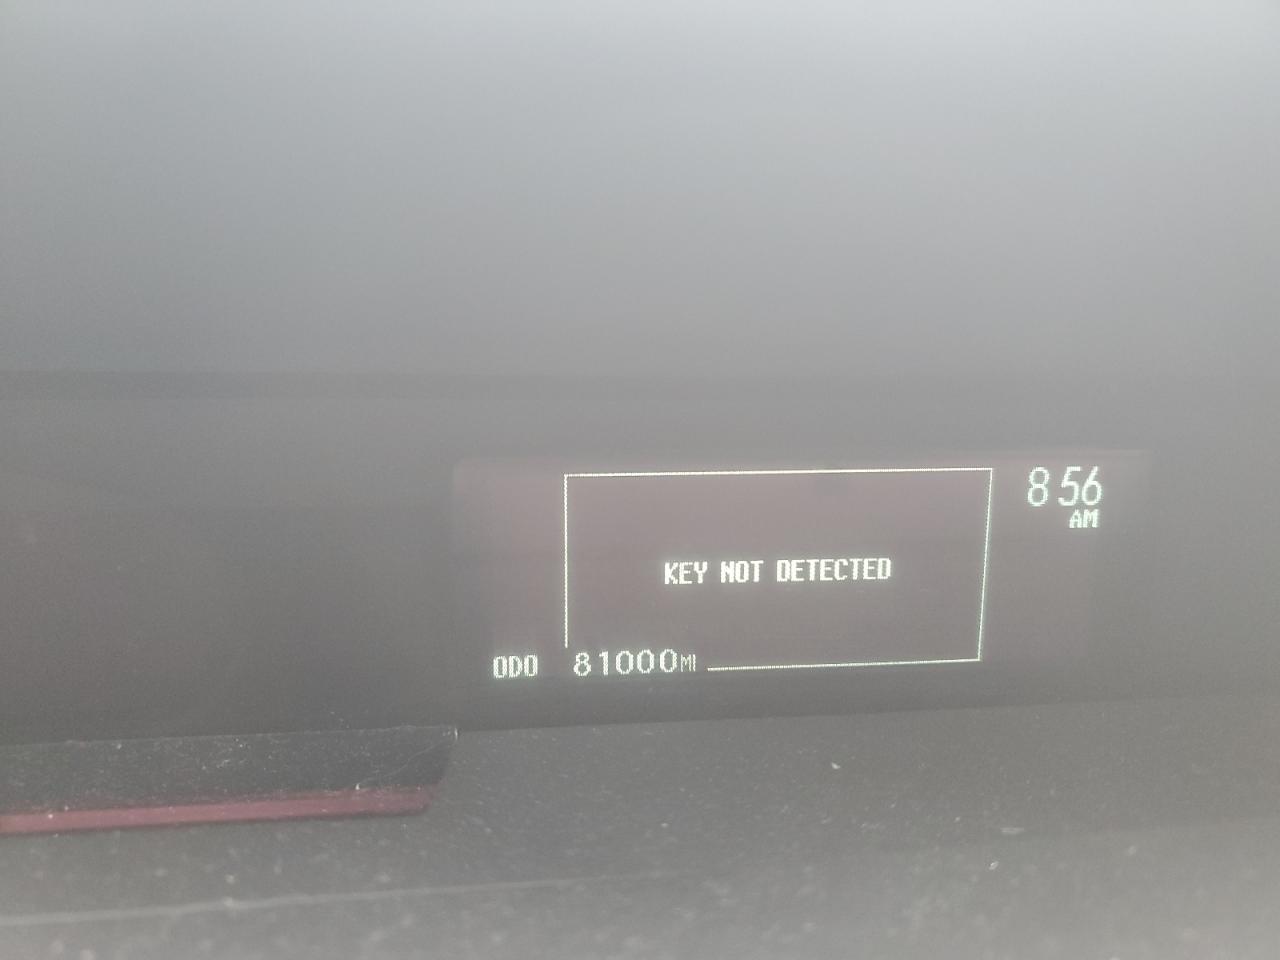 8 56
AM
KEY NOT DETECTED
ODO 81000MI